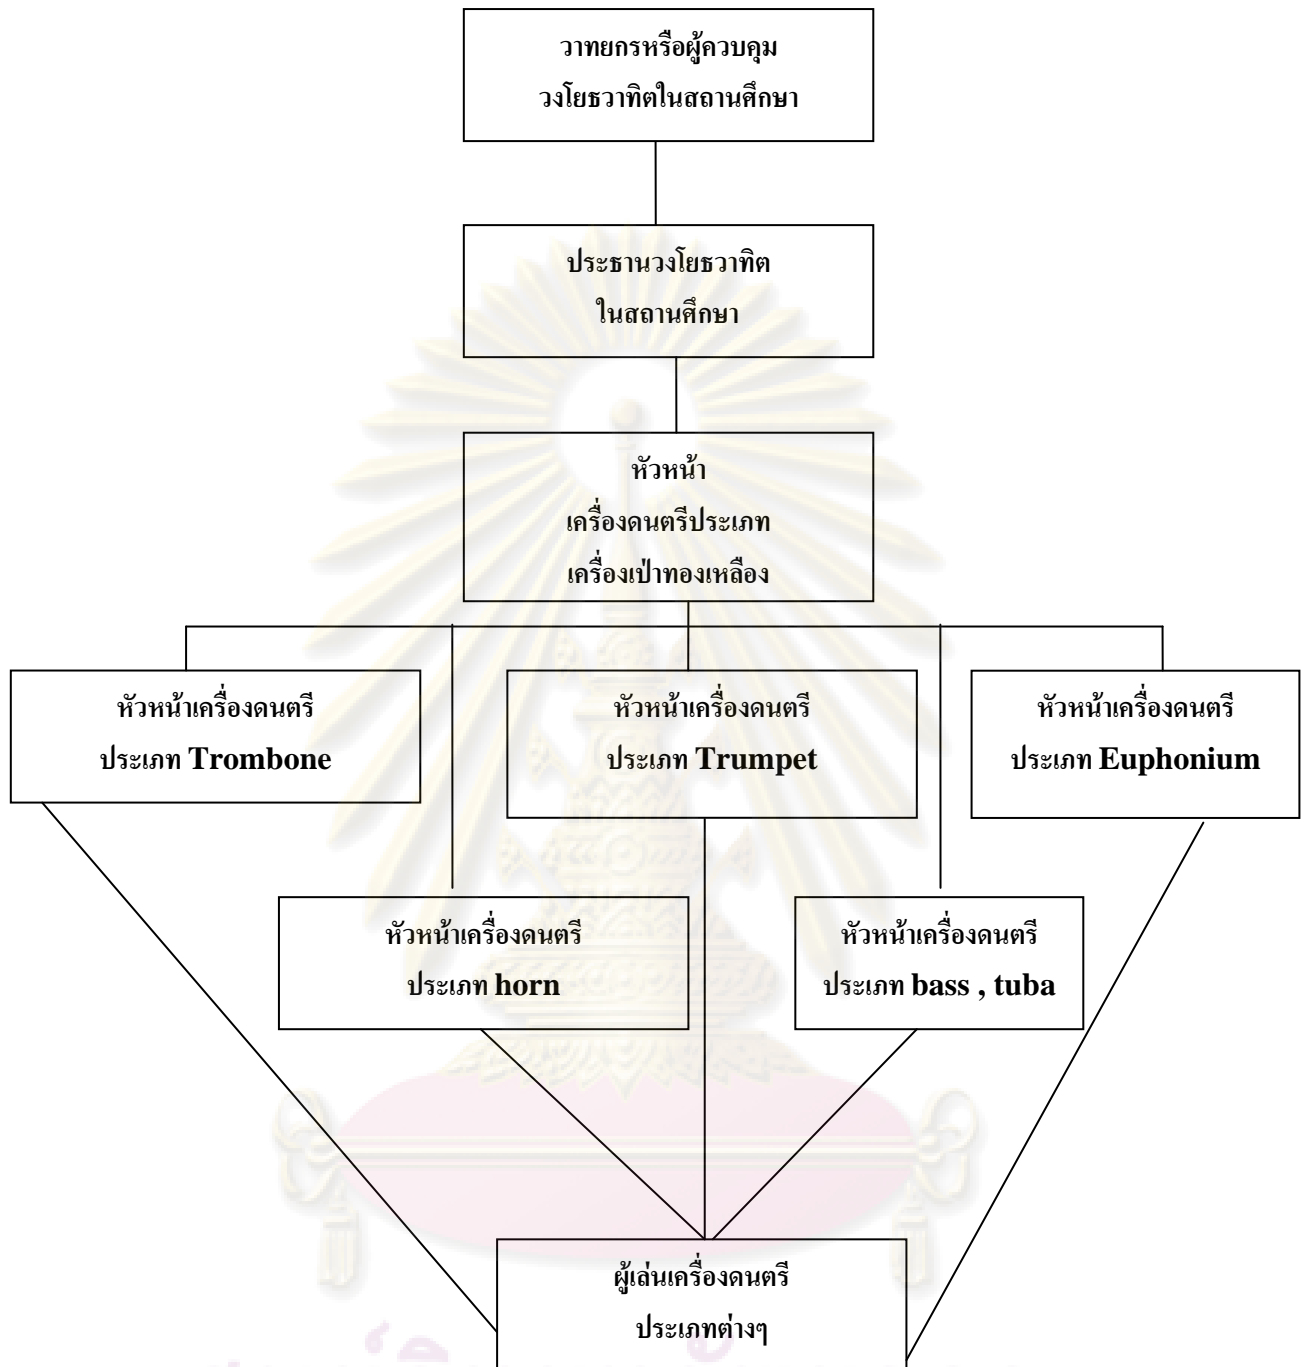 วาทยกรหรือผู้ควบคุม
วงโยธวาทิตในสถานศึกษา
ประธานวงโยธวาทิต
ในสถานศึกษา
หัวหน้า
เครื่องดนตรีประเภท
เครื่องเป่าทองเหลือง
หัวหน้าเครื่องดนตรี
ประเภท Trombone
หัวหน้าเครื่องดนตรี
ประเภท Trumpet
หัวหน้าเครื่องดนตรี
ประเภท Euphonium
หัวหน้าเครื่องดนตรี
ประเภท horn
หัวหน้าเครื่องดนตรี
ประเภท bass , tuba
ผู้เล่นเครื่องดนตรี
ประเภทต่างๆ